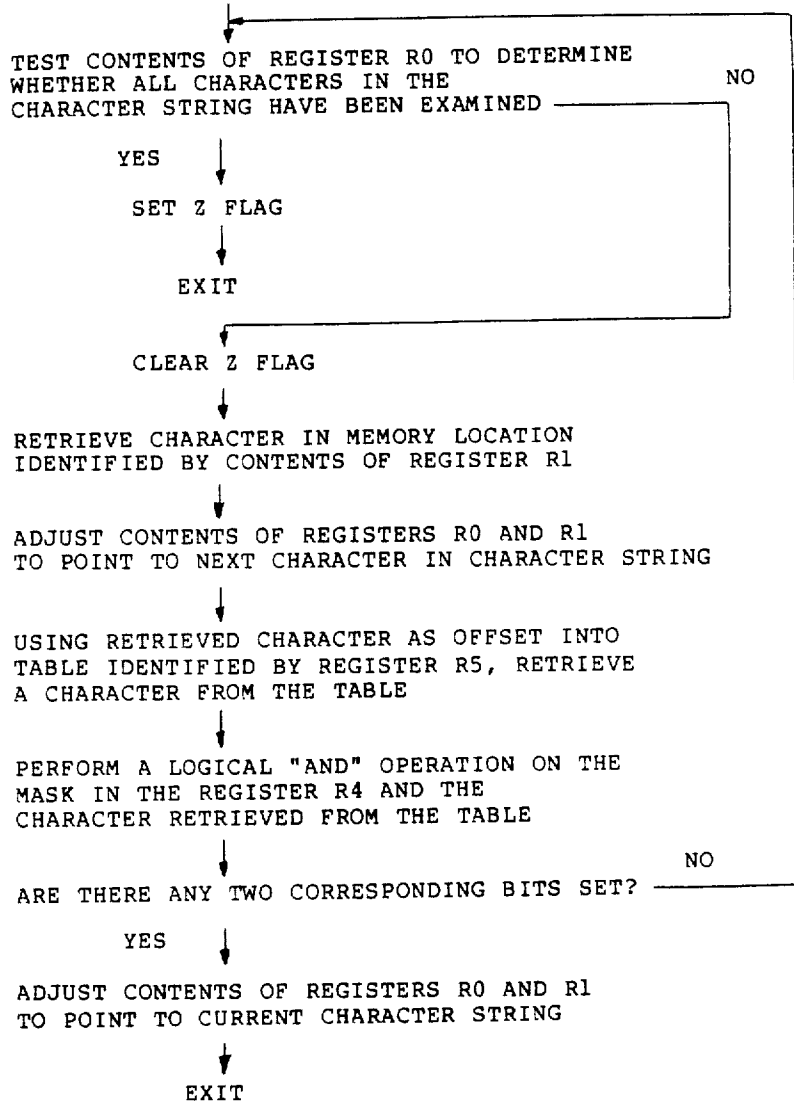 TEST CONTENTS OF REGISTER R0 TO DETERMINE
WHETHER ALL CHARACTERS IN THE
NO
CHARACTER STRING HAVE BEEN EXAMINED
YES
SET Z FLAG
EXIT
CLEAR Z FLAG
RETRIEVE CHARACTER IN MEMORY LOCATION
IDENTIFIED BY CONTENTS OF REGISTER R1
ADJUST CONTENTS OF REGISTERS R0 AND R1
TO POINT TO NEXT CHARACTER IN CHARACTER STRING
USING RETRIEVED CHARACTER AS OFFSET INTO
TABLE IDENTIFIED BY REGISTER R5, RETRIEVE
A CHARACTER FROM THE TABLE
PERFORM A LOGICAL "AND" OPERATION ON THE
MASK IN THE REGISTER R4 AND THE
CHARACTER RETRIEVED FROM THE TABLE
NO
ARE THERE ANY TWO CORRESPONDING BITS SET?
YES
ADJUST CONTENTS OF REGISTERS R0 AND R1
TO POINT TO CURRENT CHARACTER STRING
EXIT